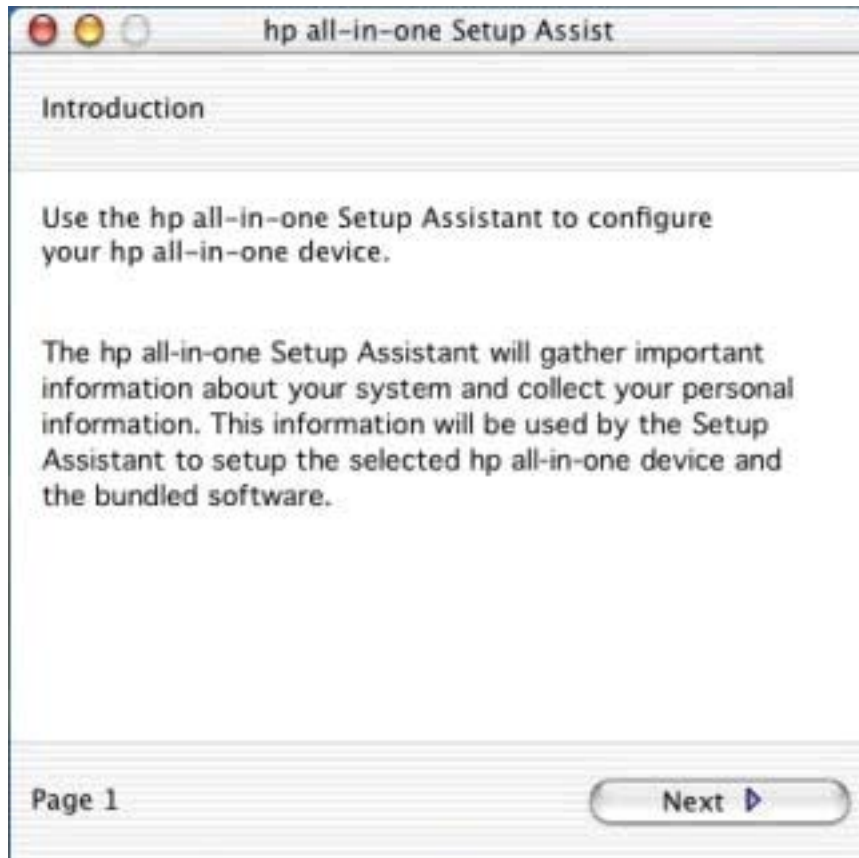 hp all-in-one Setup Assist
Introduction
Use the hp all-in-one Setup Assistant to configure
your hp all-in-one device.
The hp all-in-one Setup Assistant will gather important
information about your system and collect your personal
information. This information will be used by the Setup
Assistant to setup the selected hp all-in-one device and
the bundled software.
Page 1
Next